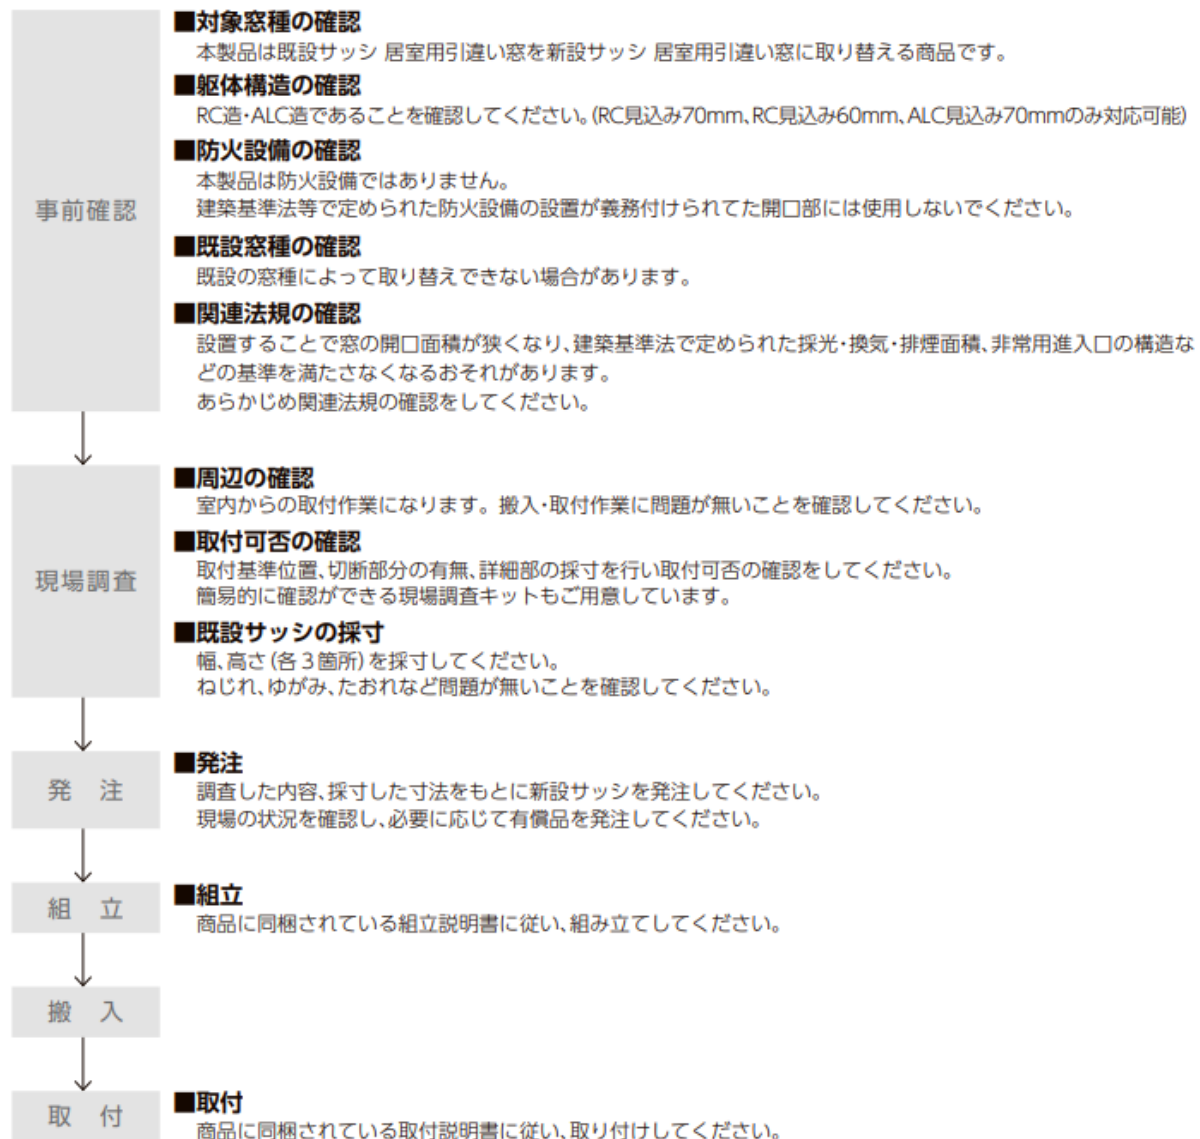 事前確認
■対象窓種の確認
本製品は既設サッシ 居室用引違い窓を新設サッシ 居室用引違い窓に取り替える商品です。
■躯体構造の確認
RC造・ALC造であることを確認してください。(RC見込み70mm、RC見込み60mm、ALC見込み70mmのみ対応可能)
■防火設備の確認
本製品は防火設備ではありません。
建築基準法等で定められた防火設備の設置が義務付けられてた開口部には使用しないでください。
■既設窓種の確認
既設の窓種によって取り替えできない場合があります。
■関連法規の確認
設置することで窓の開口面積が狭くなり、建築基準法で定められた採光・換気・排煙面積、非常用進入口の構造な
どの基準を満たさなくなるおそれがあります。
あらかじめ関連法規の確認をしてください。
現場調査
■周辺の確認
室内からの取付作業になります。搬入・取付作業に問題が無いことを確認してください。
■取付可否の確認
取付基準位置、切断部分の有無、詳細部の採寸を行い取付可否の確認をしてください。
簡易的に確認ができる現場調査キットもご用意しています。
■既設サッシの採寸
幅、高さ(各3箇所)を採寸してください。
ねじれ、ゆがみ、たおれなど問題が無いことを確認してください。
発 注
■発注
調査した内容、採寸した寸法をもとに新設サッシを発注してください。
現場の状況を確認し、必要に応じて有償品を発注してください。
組 立
■組立
商品に同梱されている組立説明書に従い、組み立てしてください。
搬 入
取 付
■取付
商品に同梱されている取付説明書に従い、取り付けしてください。